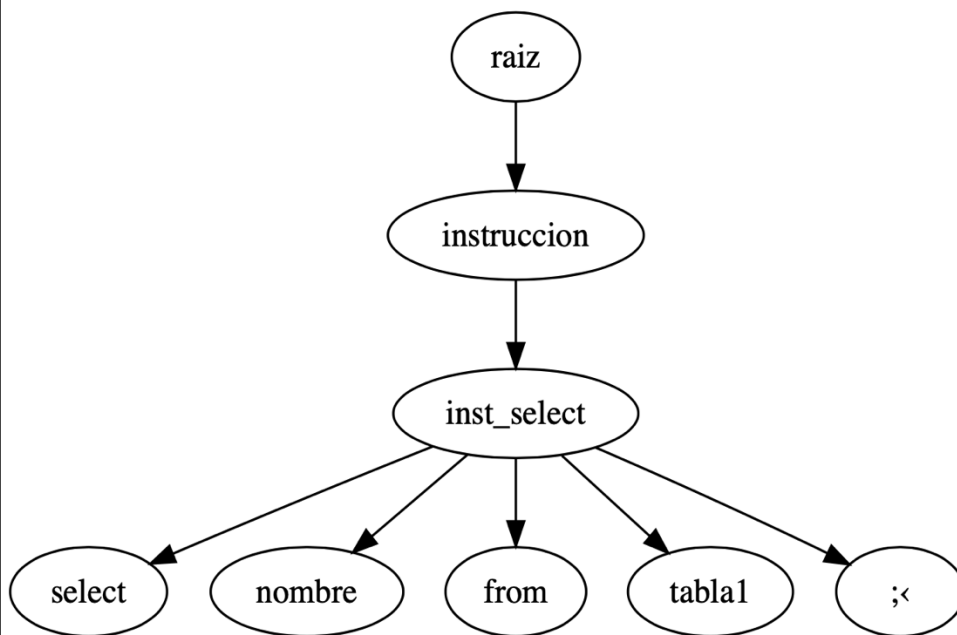 raiz
instruccion
inst_select
select nombre from tabla1 ;‹